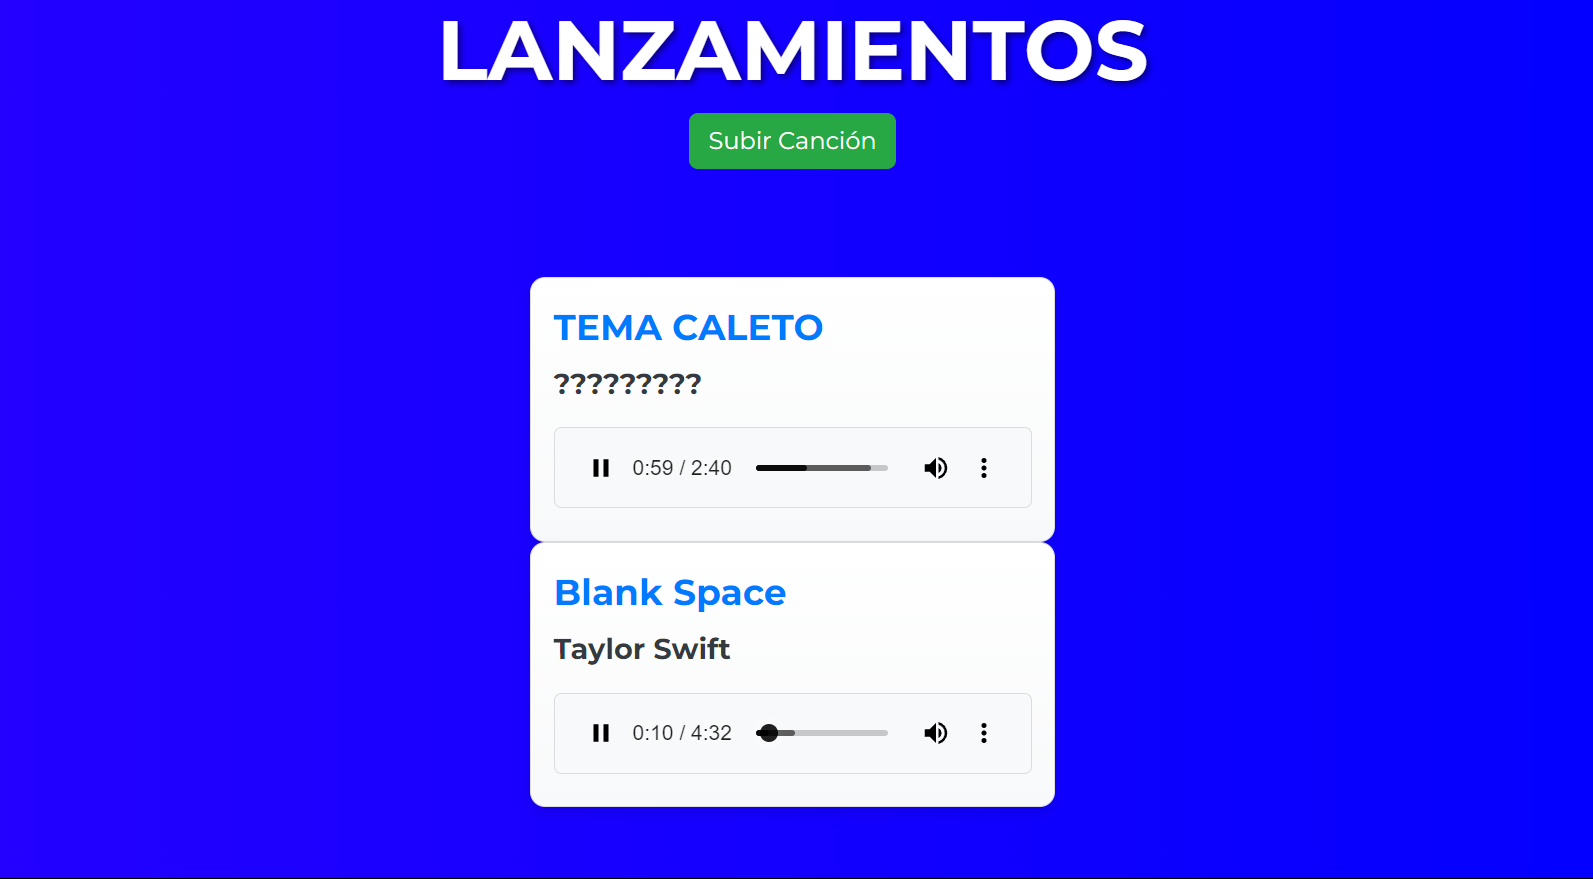 LANZAMIENTOS
Subir Canción
TEMA CALETO
?????????
0:59 / 2:40
Blank Space
Taylor Swift
0:10 / 4:32